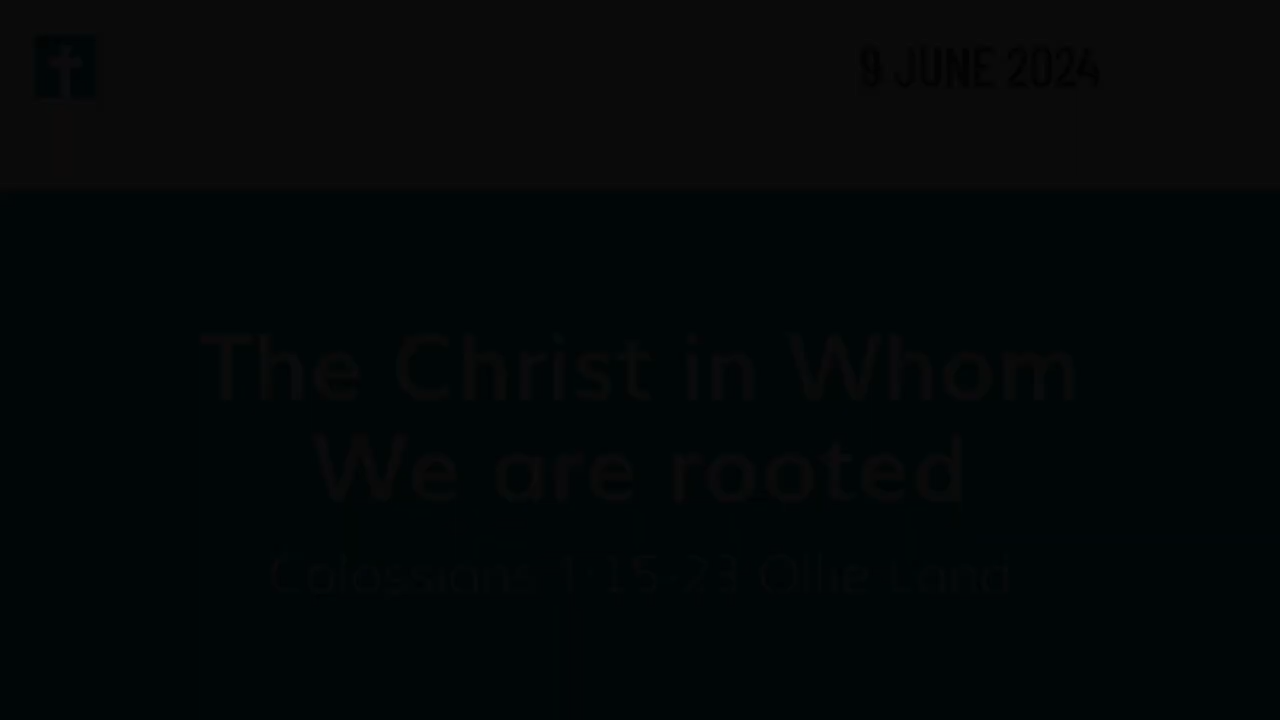 9 JUNE 2024
The Christ in Whom
We are rooted
Colossians 1:15-23 Ollie Land